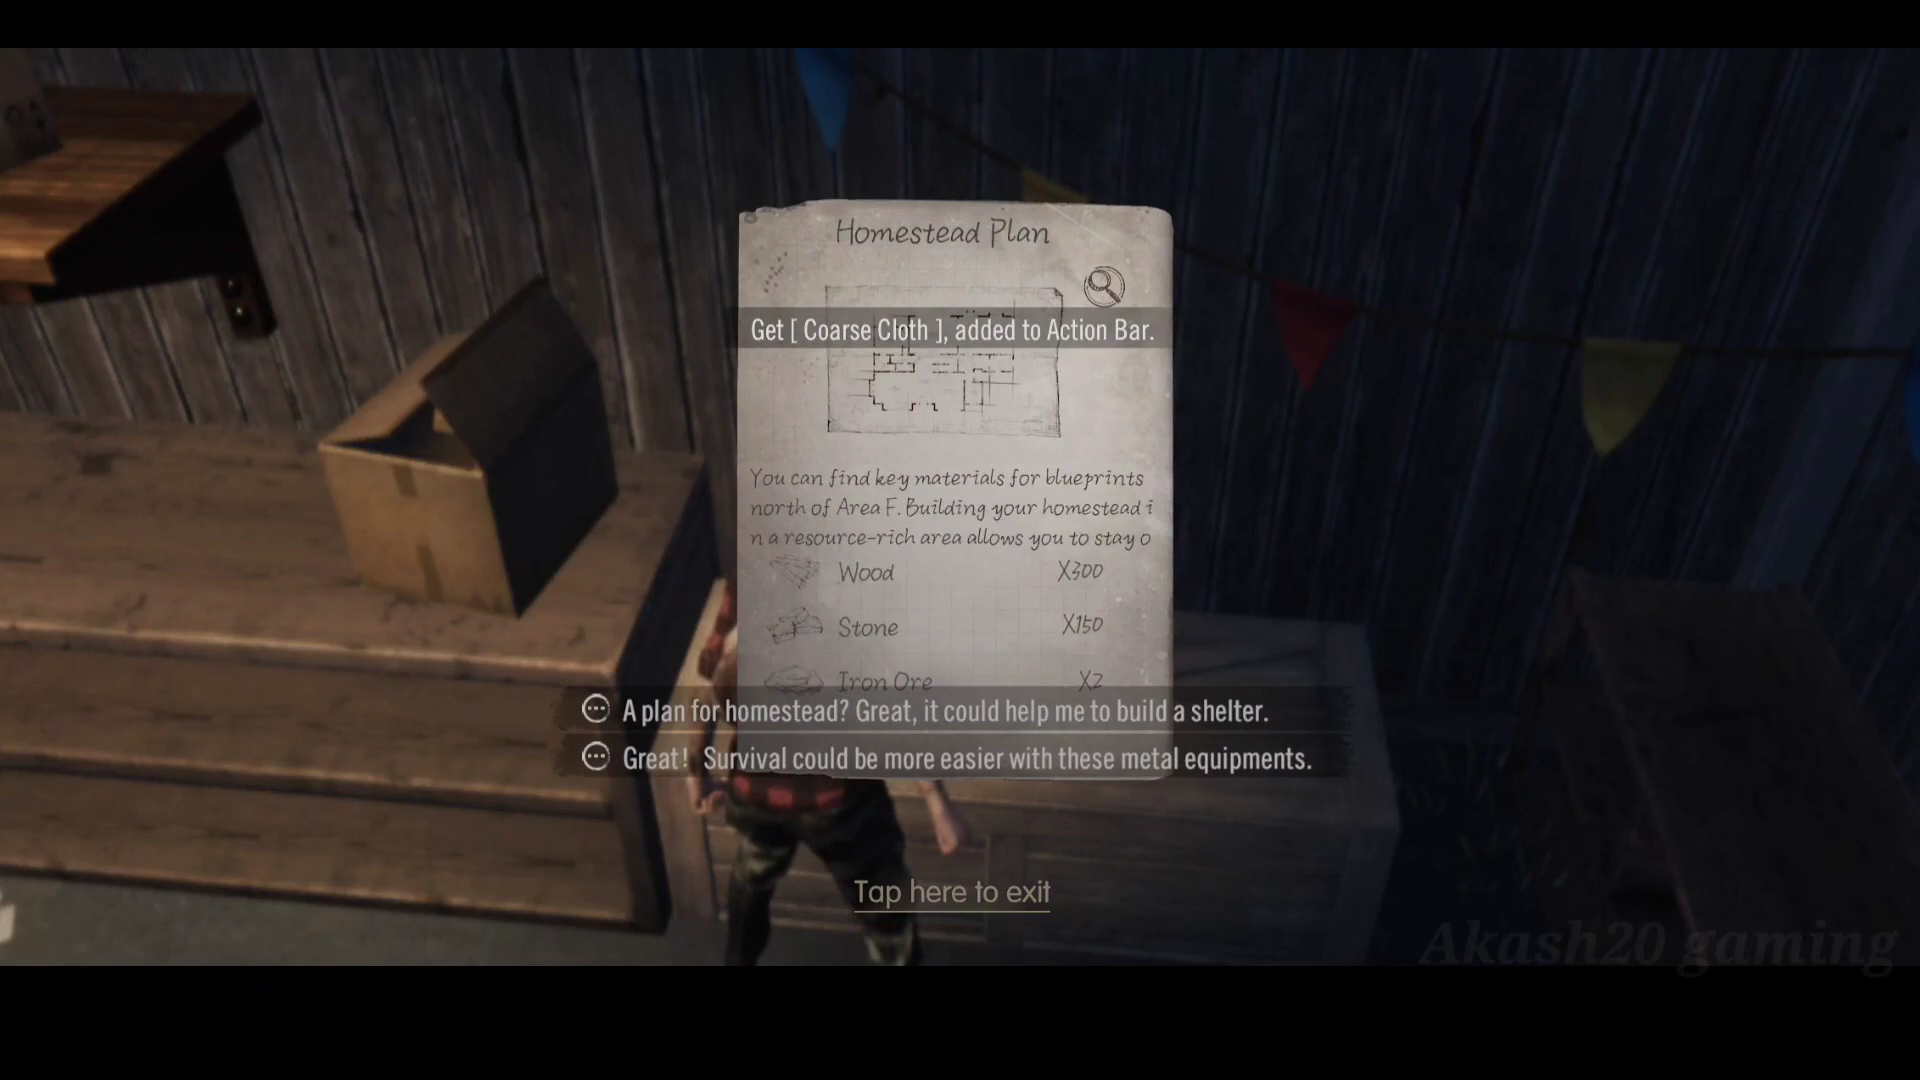 Homestead Plan
Get [ Coarse Cloth ], added to Action Bar.
You can find key materials for blueprints
north of Area F. Building your homestead i
n a resource-rich area allows you to stay o
Wood X300
Stone X150
Iron Ore X2
A plan for homestead? Great, it could help me to build a shelter.
Great! Survival could be more easier with these metal equipments.
Tap here to exit
Akash20 gaming